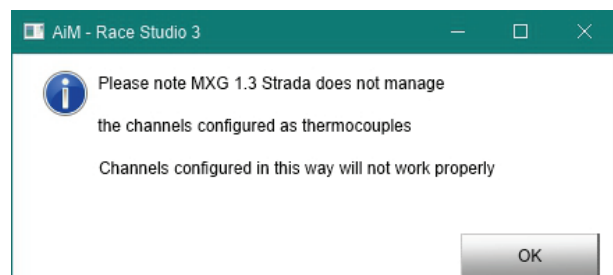 AiM - Race Studio 3
Please note MXG 1.3 Strada does not manage
the channels configured as thermocouples
Channels configured in this way will not work properly
OK